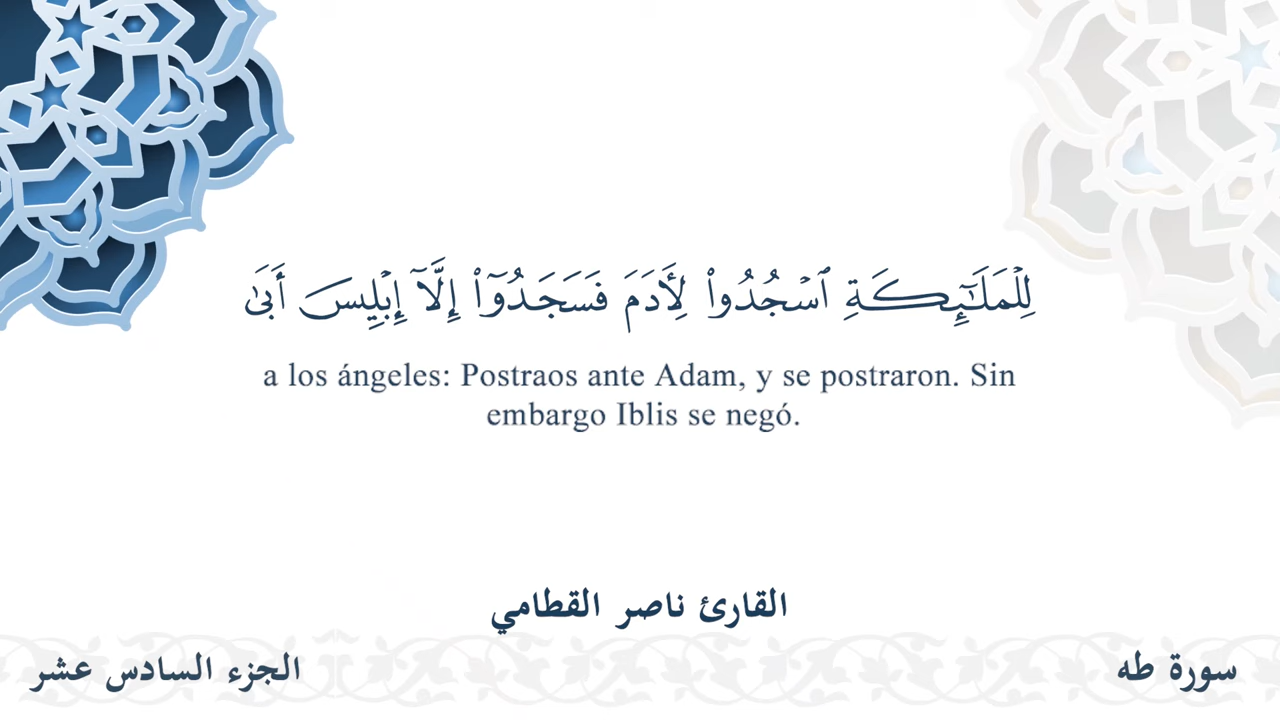 لِلْمَلَـٰٓئِكَةِ ٱسْجُدُوا۟ لِـَٔادَمَ فَسَجَدُوٓا۟ إِلَّآ إِبْلِيسَ أَبَىٰ
a los ángeles: Postraos ante Adam, y se postraron. Sin
embargo Iblis se negó.
القارئ ناصر القطامي
سورة طه
الجزء السادس عشر